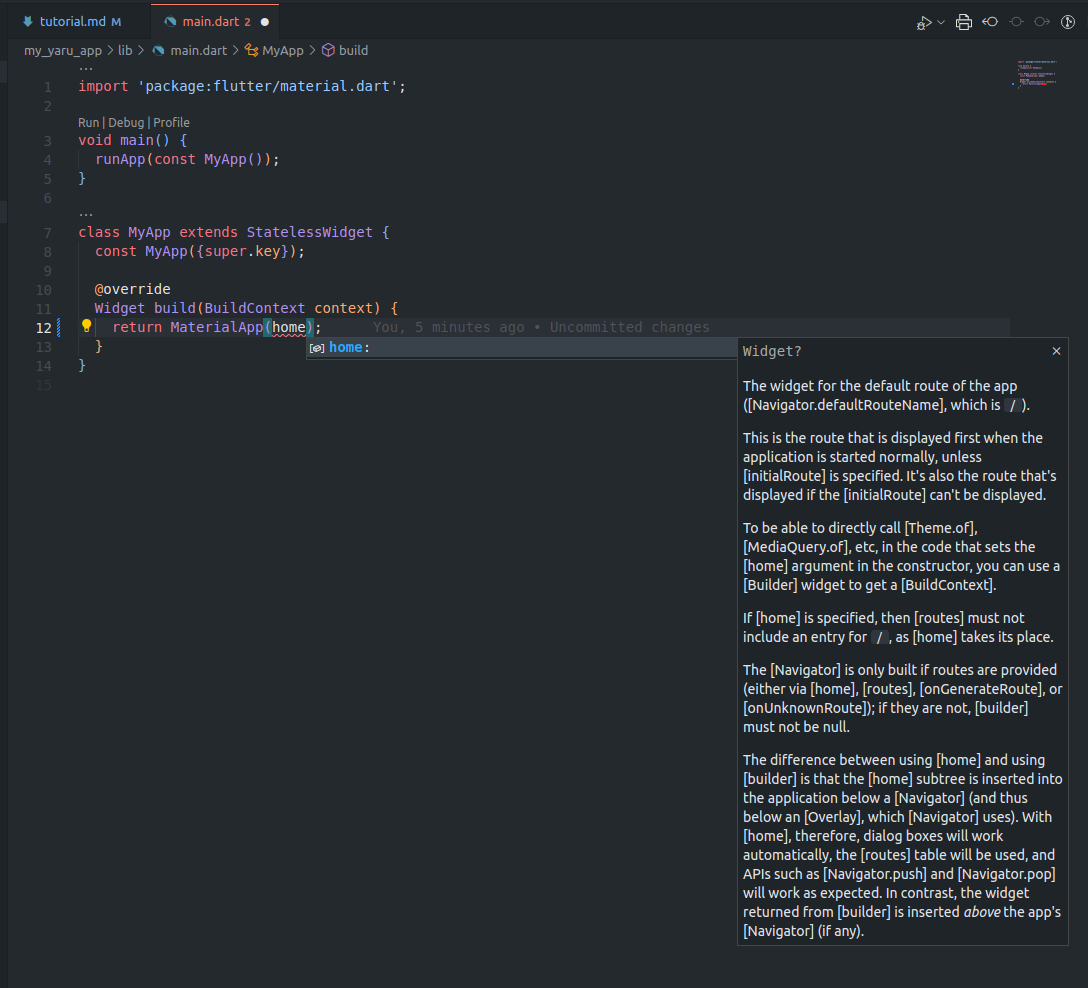 tutorial.md M
main.dart 2
my_yaru_app > lib > main.dart > MyApp > build
...
1 import 'package:flutter/material.dart';
2
Run | Debug | Profile
3 void main() {
4 runApp(const MyApp());
5 }
6
...
7 class MyApp extends StatelessWidget {
8 const MyApp({super.key});
9
10 @override
11 Widget build(BuildContext context) {
12 return MaterialApp(home); You, 5 minutes ago • Uncommitted changes
13 }
14 }
15
home:
Widget?
The widget for the default route of the app
([Navigator.defaultRouteName], which is / ).
This is the route that is displayed first when the
application is started normally, unless
[initialRoute] is specified. It's also the route that's
displayed if the [initialRoute] can't be displayed.
To be able to directly call [Theme.of],
[MediaQuery.of], etc, in the code that sets the
[home] argument in the constructor, you can use a
[Builder] widget to get a [BuildContext].
If [home] is specified, then [routes] must not
include an entry for / , as [home] takes its place.
The [Navigator] is only built if routes are provided
(either via [home], [routes], [onGenerateRoute], or
[onUnknownRoute]); if they are not, [builder]
must not be null.
The difference between using [home] and using
[builder] is that the [home] subtree is inserted into
the application below a [Navigator] (and thus
below an [Overlay], which [Navigator] uses). With
[home], therefore, dialog boxes will work
automatically, the [routes] table will be used, and
APIs such as [Navigator.push] and [Navigator.pop]
will work as expected. In contrast, the widget
returned from [builder] is inserted above the app's
[Navigator] (if any).